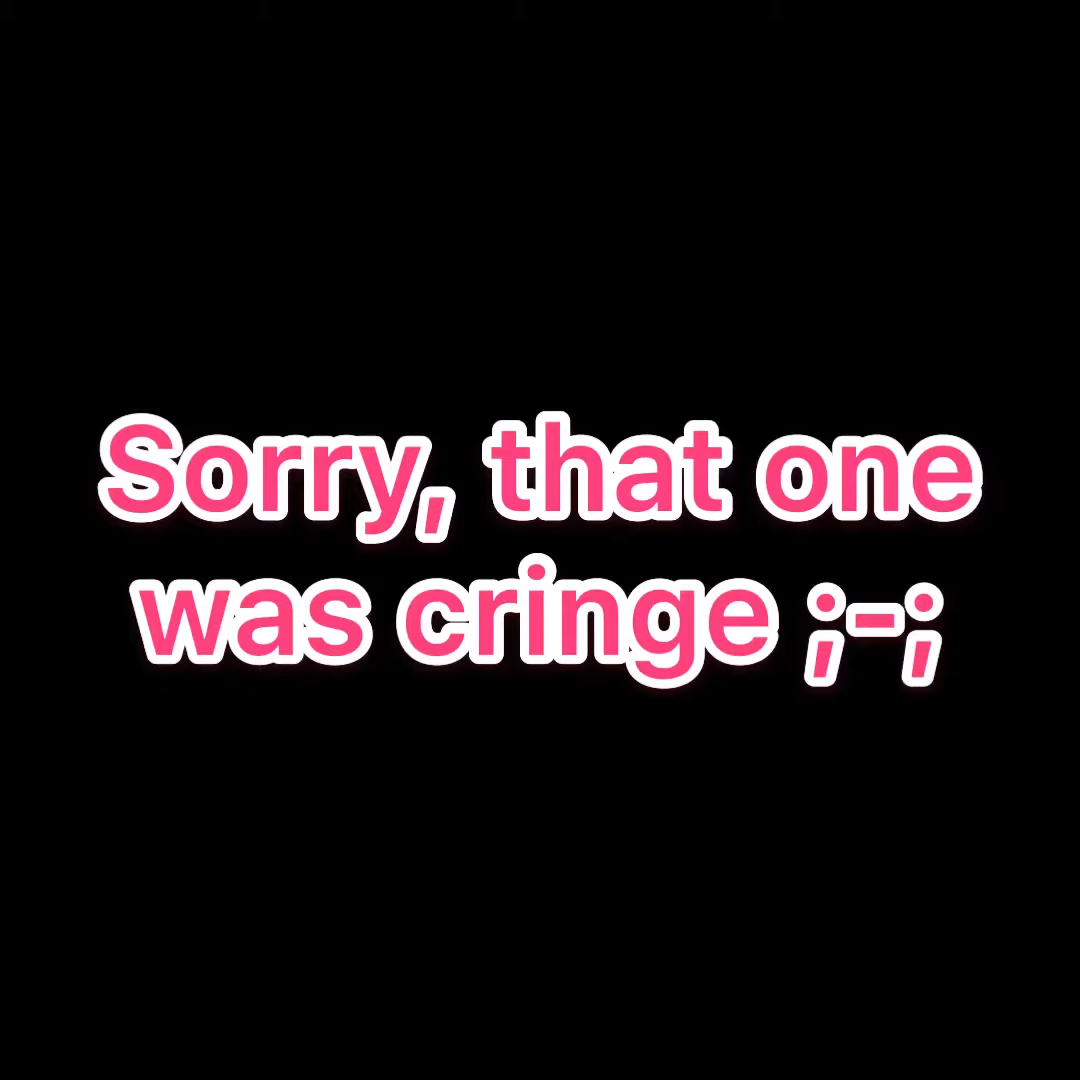 Sorry, that one
was cringe ;-;